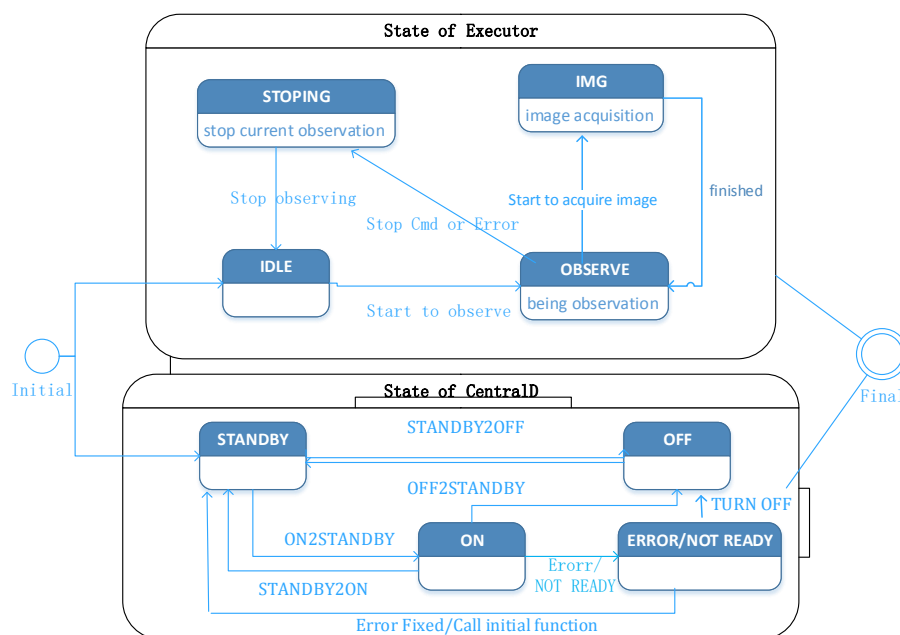 State of Executor
STOPING
stop current observation
IMG
image acquisition
Stop observing
Start to acquire image
finished
Stop Cmd or Error
IDLE
OBSERVE
being observation
Start to observe
Initial
Final
State of CentralD
STANDBY
STANDBY2OFF
OFF
OFF2STANDBY
TURN OFF
ON2STANDBY
ON
ERROR/NOT READY
Erorr/
NOT READY
STANDBY2ON
Error Fixed/Call initial function